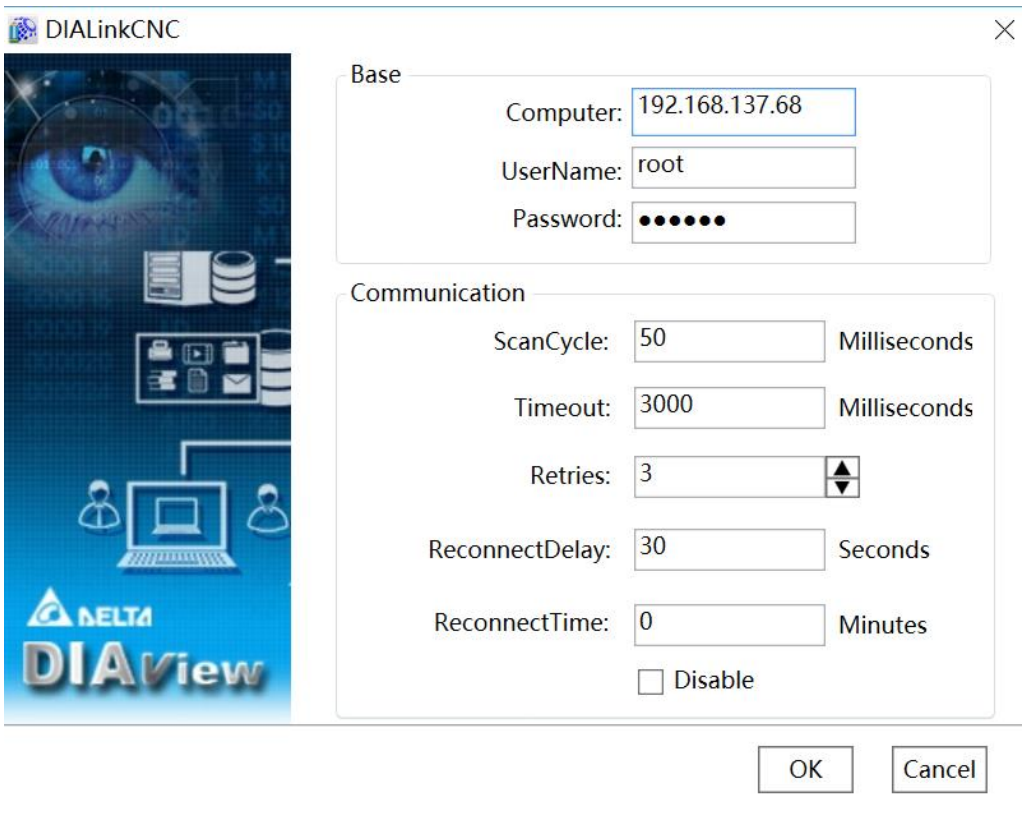 DIALinkCNC
Base
Computer: 192.168.137.68
UserName: root
Password: ●●●●●●
Communication
ScanCycle: 50 Milliseconds
Timeout: 3000 Milliseconds
Retries: 3
ReconnectDelay: 30 Seconds
ReconnectTime: 0 Minutes
Disable
DELTA
DIAView
OK Cancel